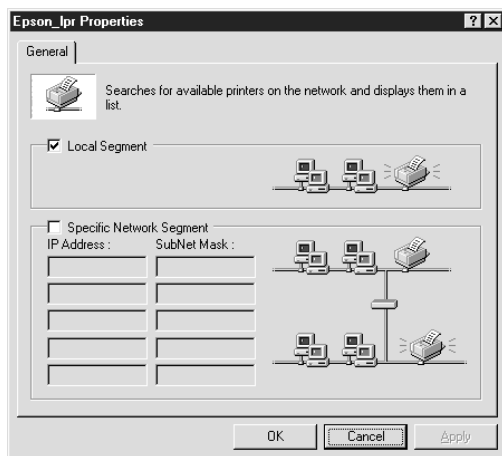 Epson_lpr Properties
General
Searches for available printers on the network and displays them in a
list.
Local Segment
Specific Network Segment
IP Address : SubNet Mask :
OK Cancel Apply